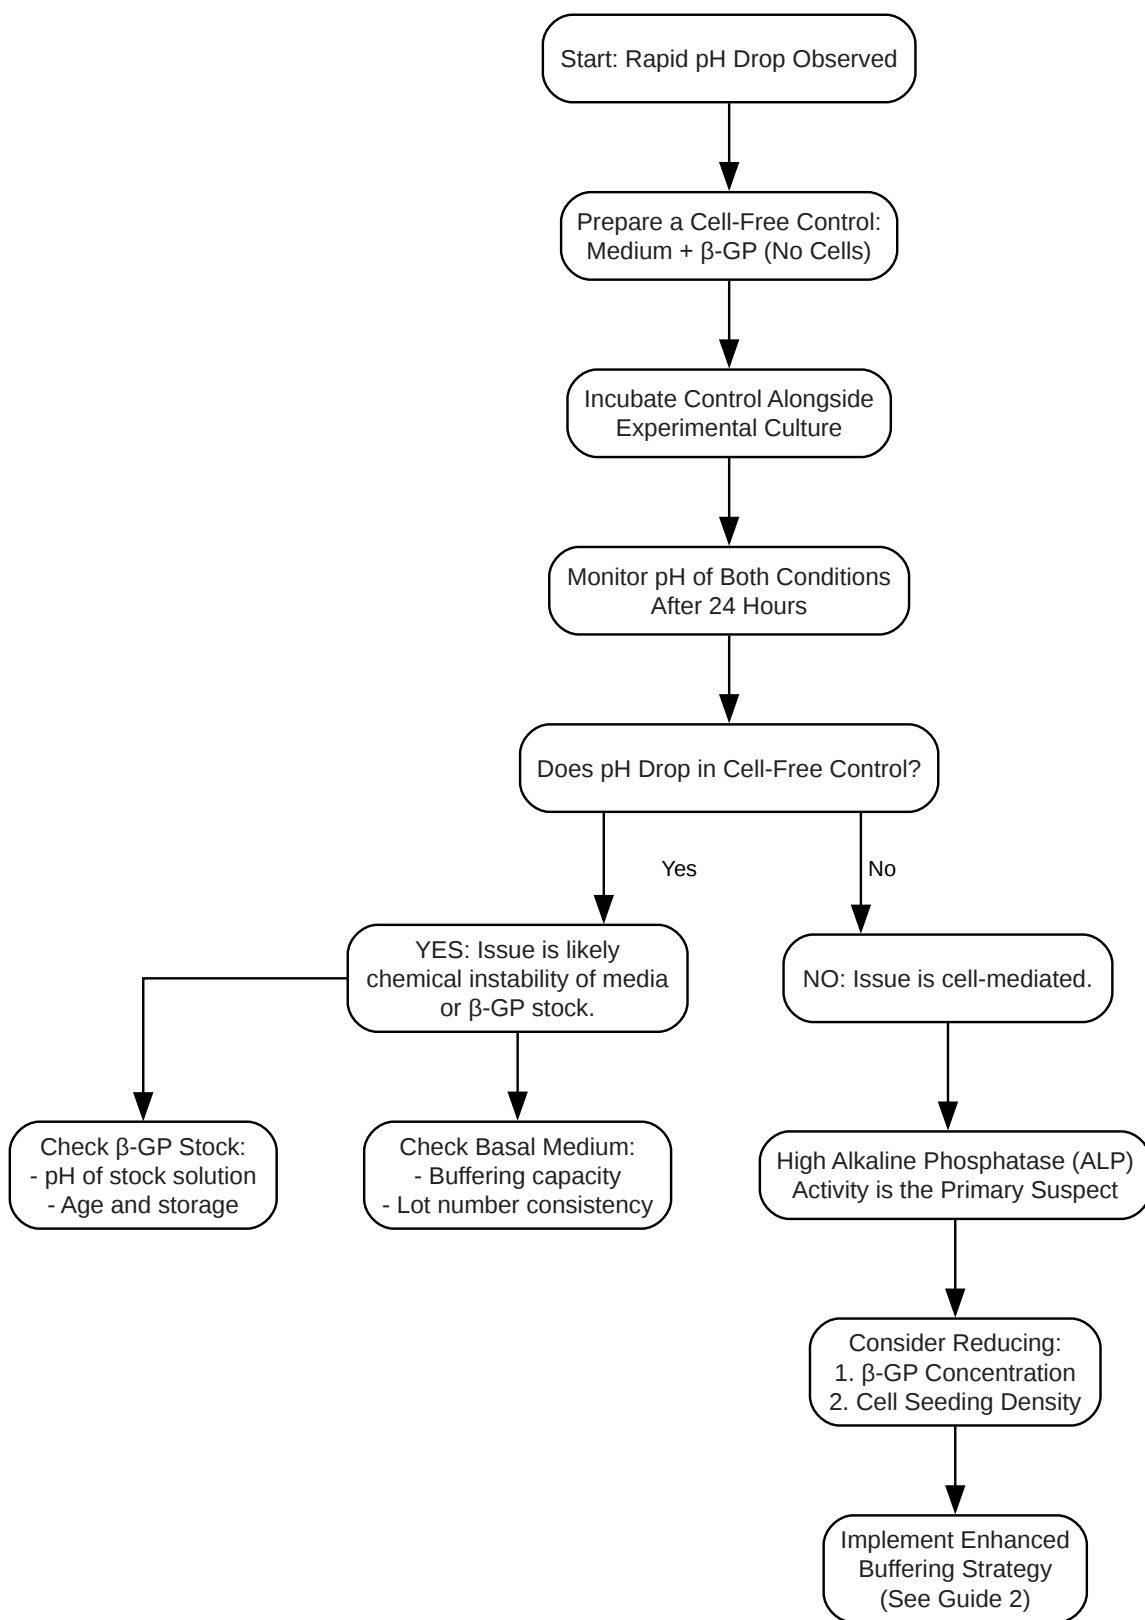 Start: Rapid pH Drop Observed
Prepare a Cell-Free Control:
Medium + β-GP (No Cells)
Incubate Control Alongside
Experimental Culture
Monitor pH of Both Conditions
After 24 Hours
Does pH Drop in Cell-Free Control?
Yes
No
YES: Issue is likely
chemical instability of media
or β-GP stock.
NO: Issue is cell-mediated.
Check β-GP Stock:
- pH of stock solution
- Age and storage
Check Basal Medium:
- Buffering capacity
- Lot number consistency
High Alkaline Phosphatase (ALP)
Activity is the Primary Suspect
Consider Reducing:
1. β-GP Concentration
2. Cell Seeding Density
Implement Enhanced
Buffering Strategy
(See Guide 2)